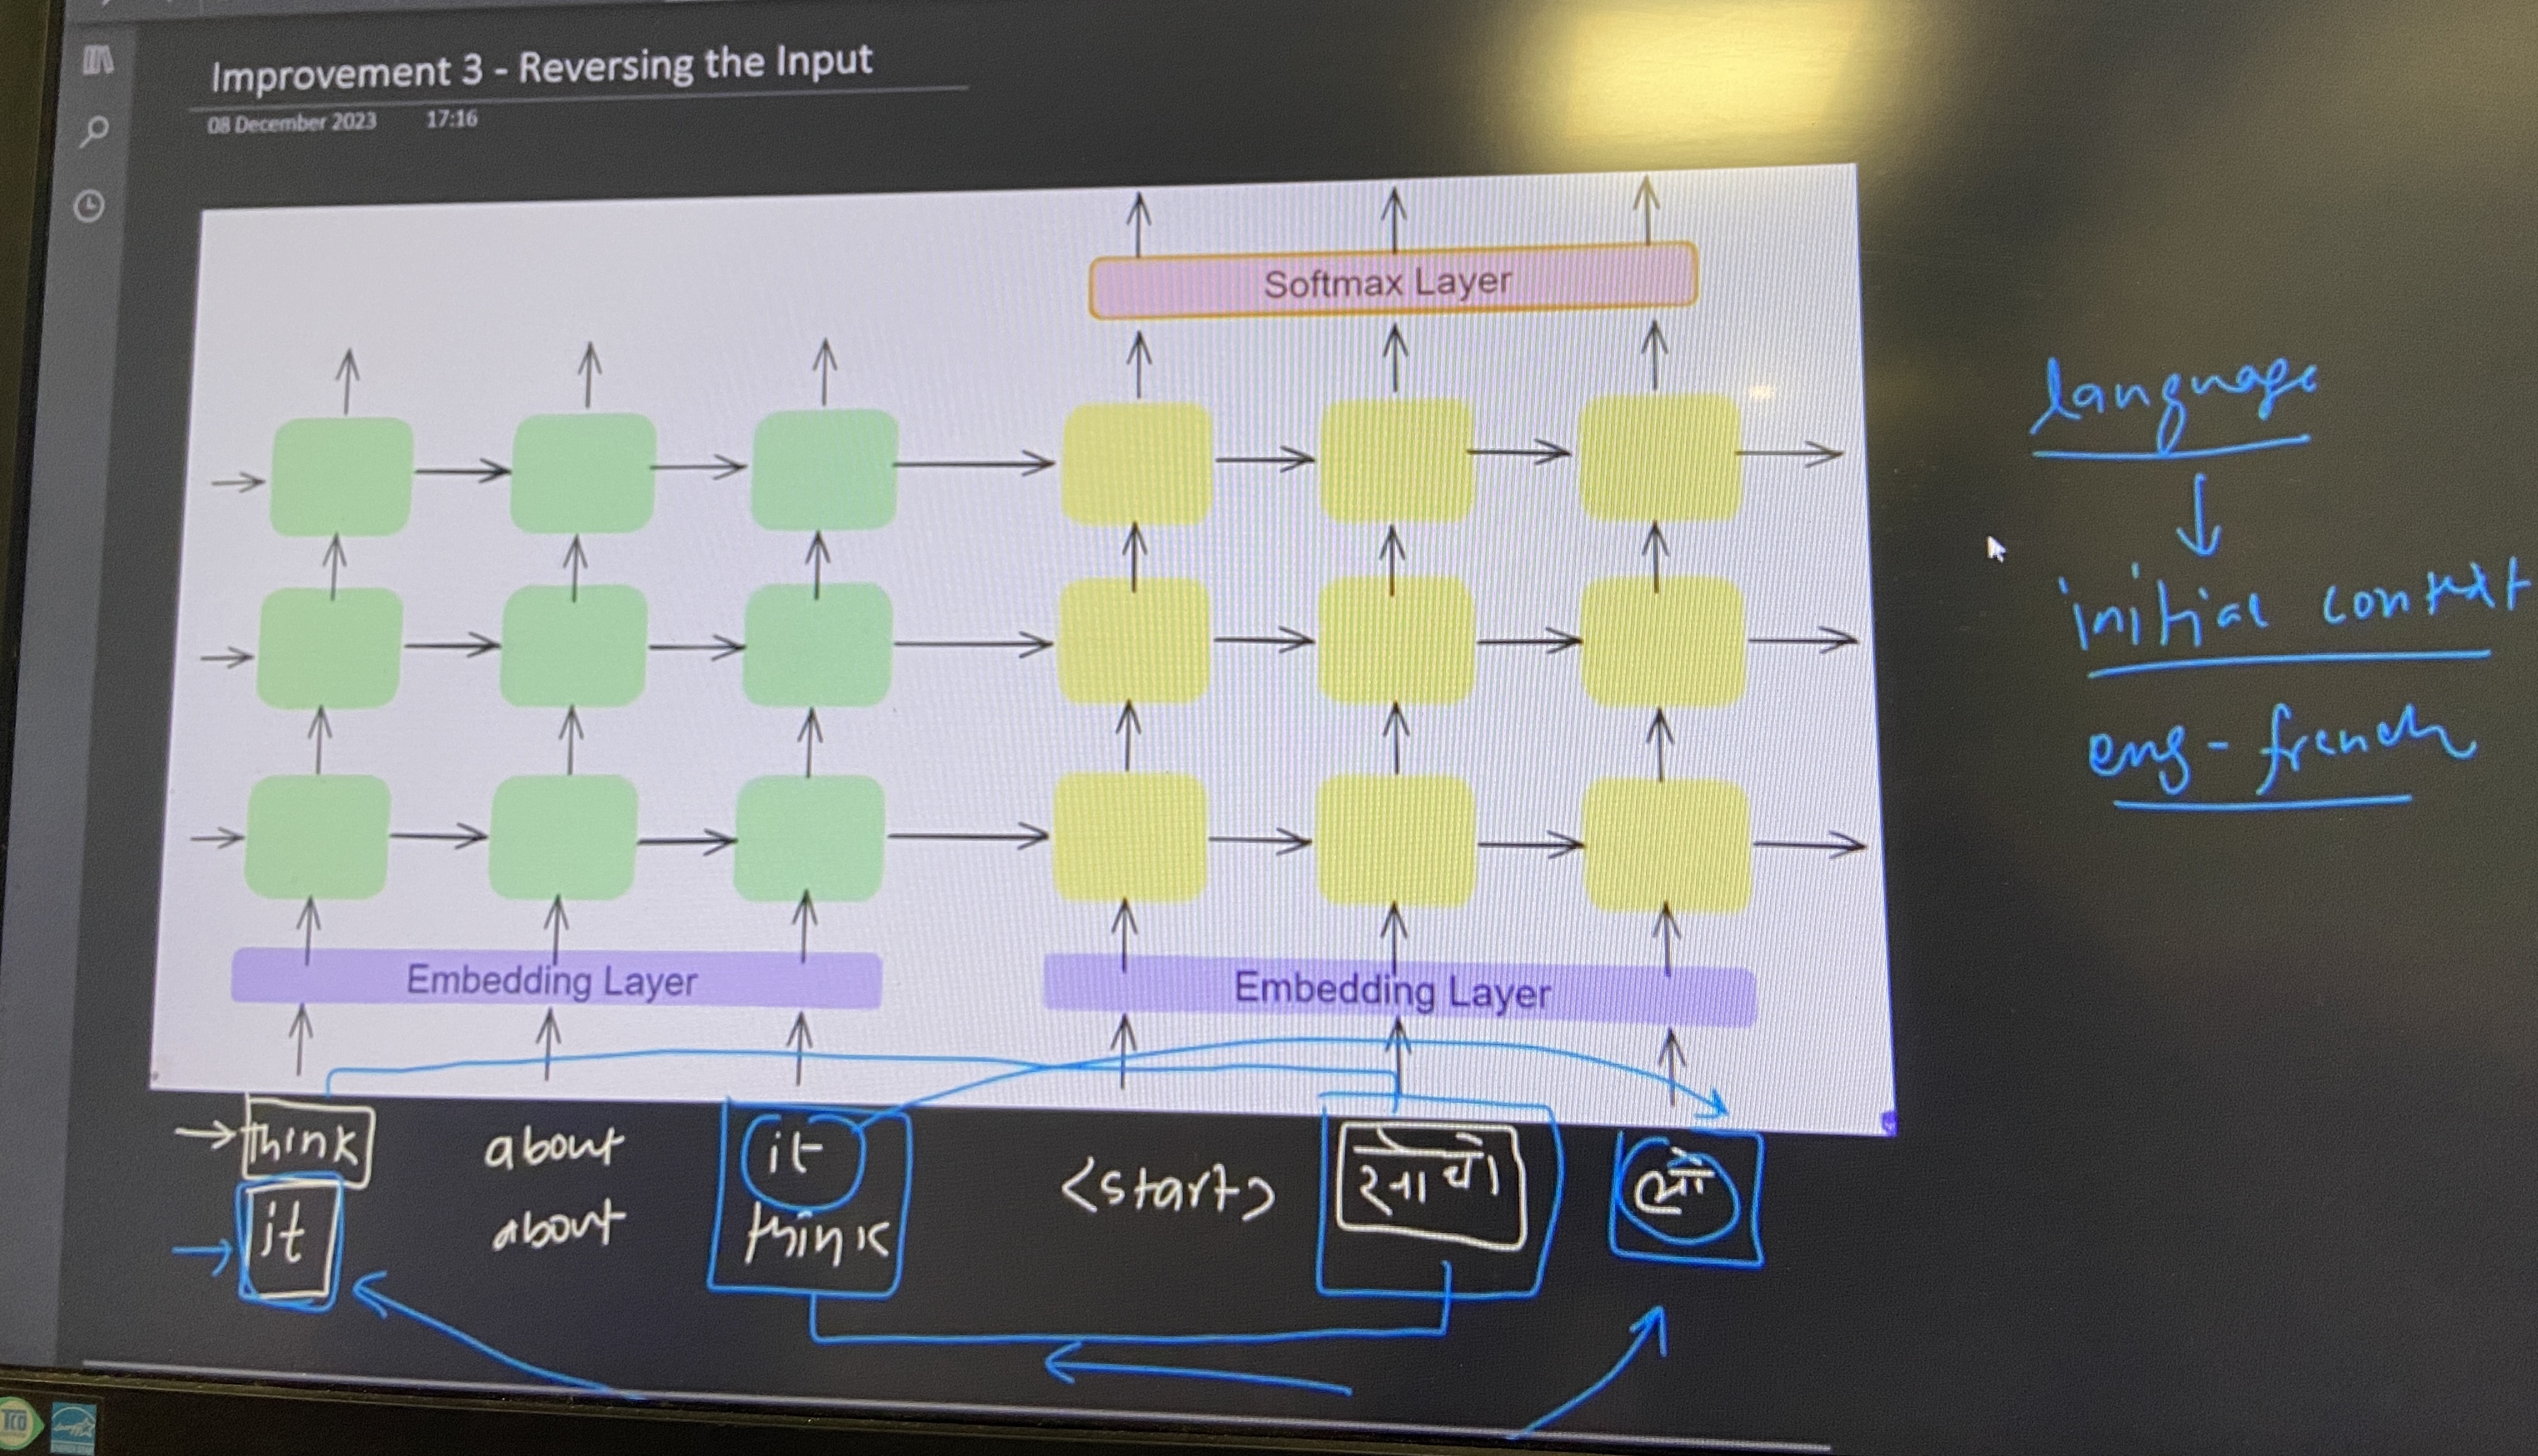 Improvement 3 - Reversing the Input
08 December 2023 17:16
Softmax Layer
language
initial context
eng - french
Embedding Layer
Embedding Layer
think about it <start>
it about think
TCO